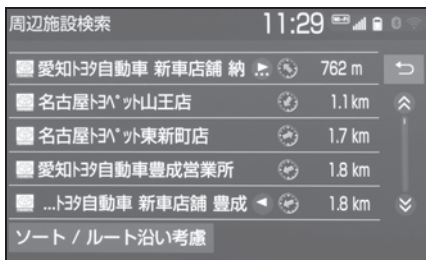 周辺施設検索 11:29
愛知トヨタ自動車 新車店舗 納 762 m
名古屋トヨペット山王店 1.1 km
名古屋トヨペット東新町店 1.7 km
愛知トヨタ自動車豊成営業所 1.8 km
...トヨタ自動車 新車店舗 豊成 1.8 km
ソート / ルート沿い考慮